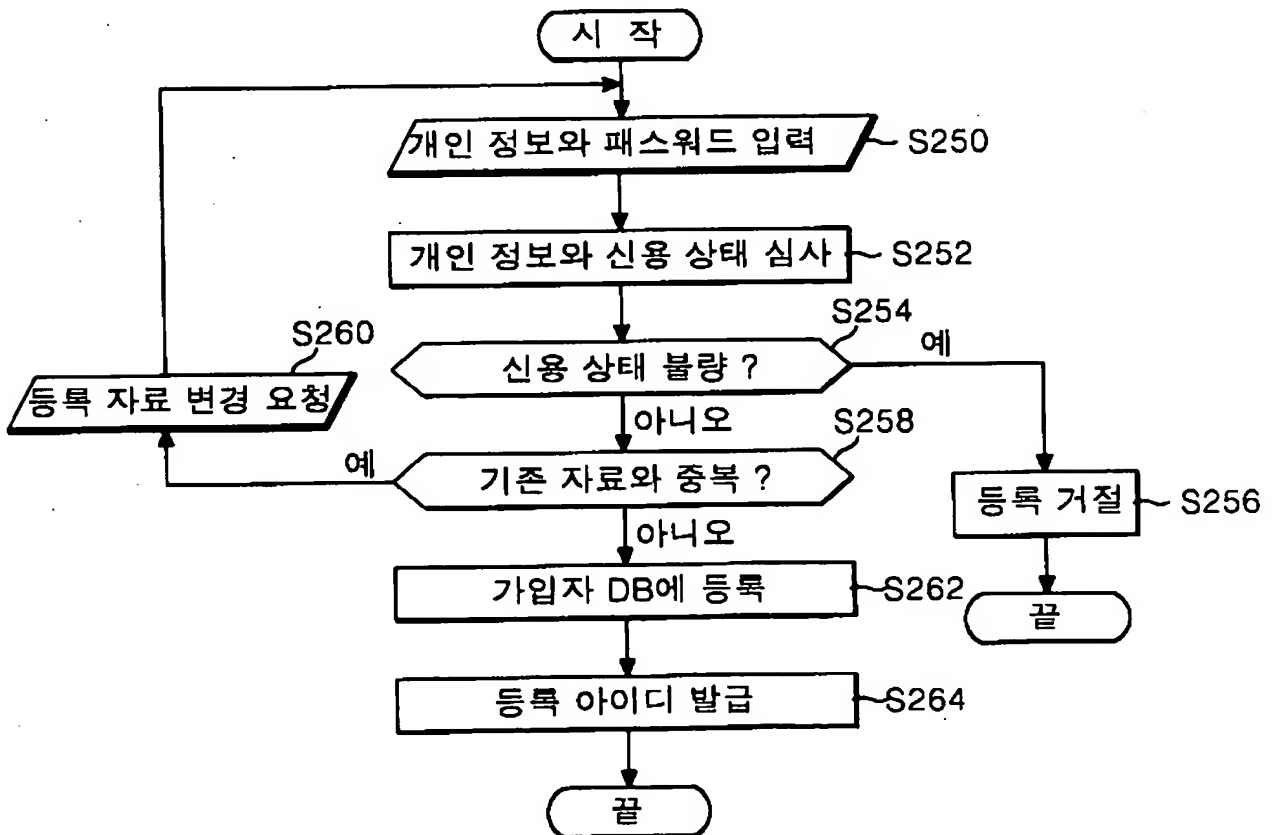 시 작
개인 정보와 패스워드 입력
S250
개인 정보와 신용 상태 심사
S252
S254
신용 상태 불량 ?
예
S260
등록 자료 변경 요청
아니오
S258
예
기존 자료와 중복 ?
등록 거절
S256
아니오
가입자 DB에 등록
S262
끝
등록 아이디 발급
S264
끝